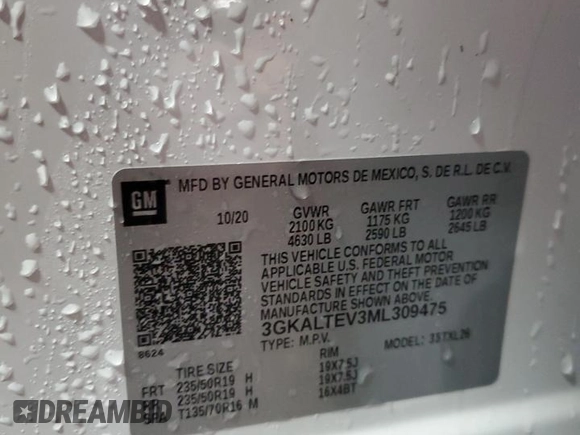 GM MFD BY GENERAL MOTORS DE MEXICO, S. DE R.L. DE C.V.
10/20 GVWR GAWR FRT GAWR RR
2100 KG 1175 KG 1200 KG
4630 LB 2590 LB 2645 LB
THIS VEHICLE CONFORMS TO ALL
APPLICABLE U.S. FEDERAL MOTOR
VEHICLE SAFETY AND THEFT PREVENTION
STANDARDS IN EFFECT ON THE DATE OF
MANUFACTURE SHOWN ABOVE.
3GKALTEV3ML309475
8624
TYPE: M.P.V. MODEL:
TIRE SIZE RIM
FRT 235/50R19 H 19X7.5J
235/50R19 H 19X7.5J
SPA T135/70R16 M 16X4BT
DREAMBID